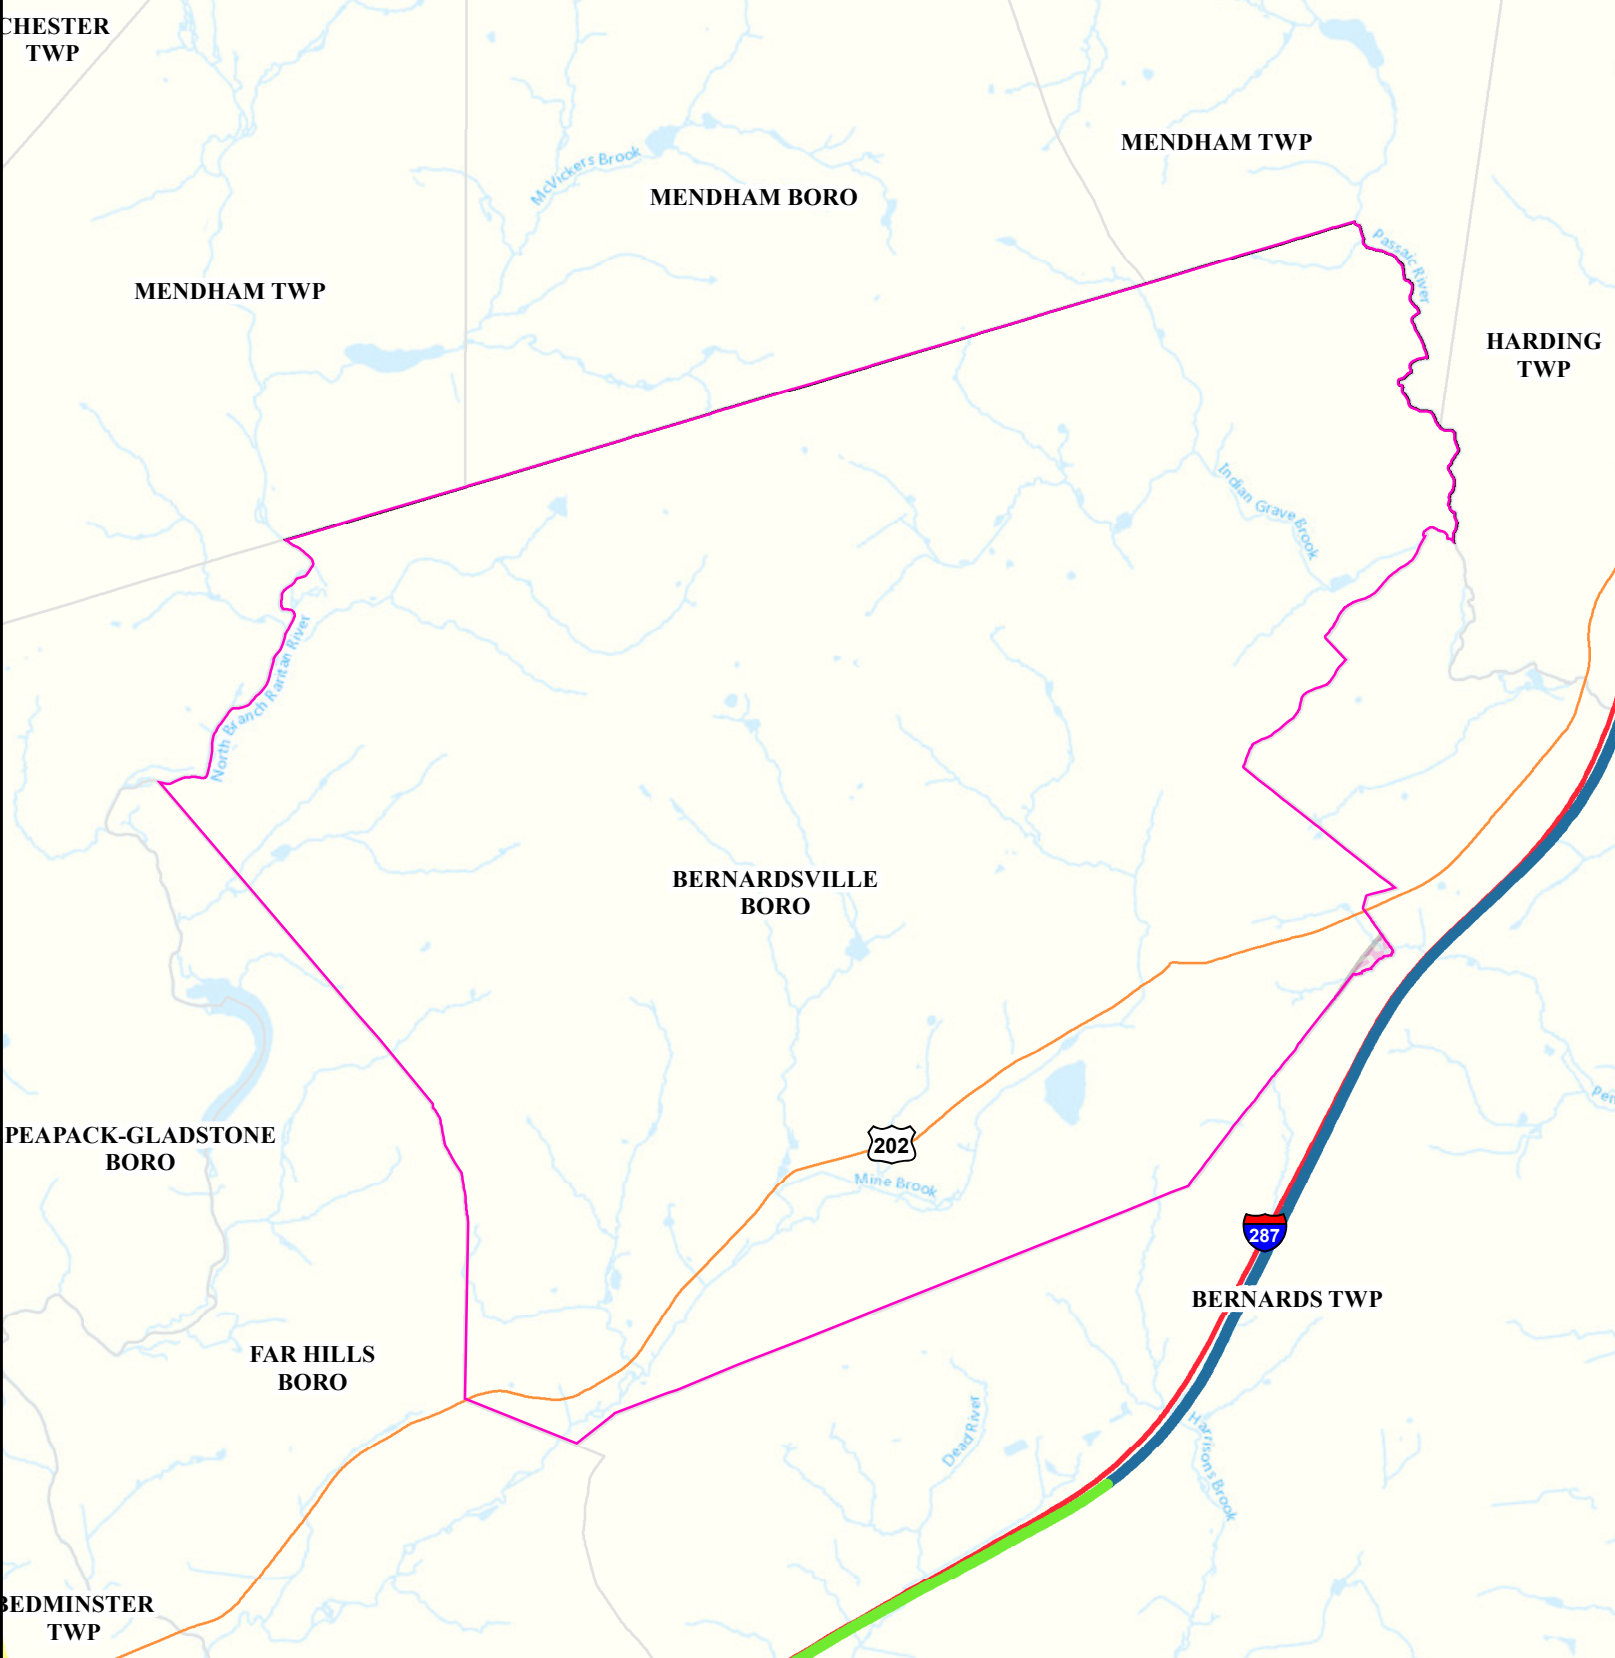 CHESTER
TWP
MENDHAM TWP
McVickers Brook
MENDHAM BORO
Passaic River
MENDHAM TWP
HARDING
TWP
Indian Grave Brook
North Branch Raritan River
BERNARDSVILLE
BORO
PEAPACK-GLADSTONE
BORO
202
Mine Brook
287
BERNARDS TWP
FAR HILLS
BORO
Dead River
Harrisons Brook
BEDMINSTER
TWP